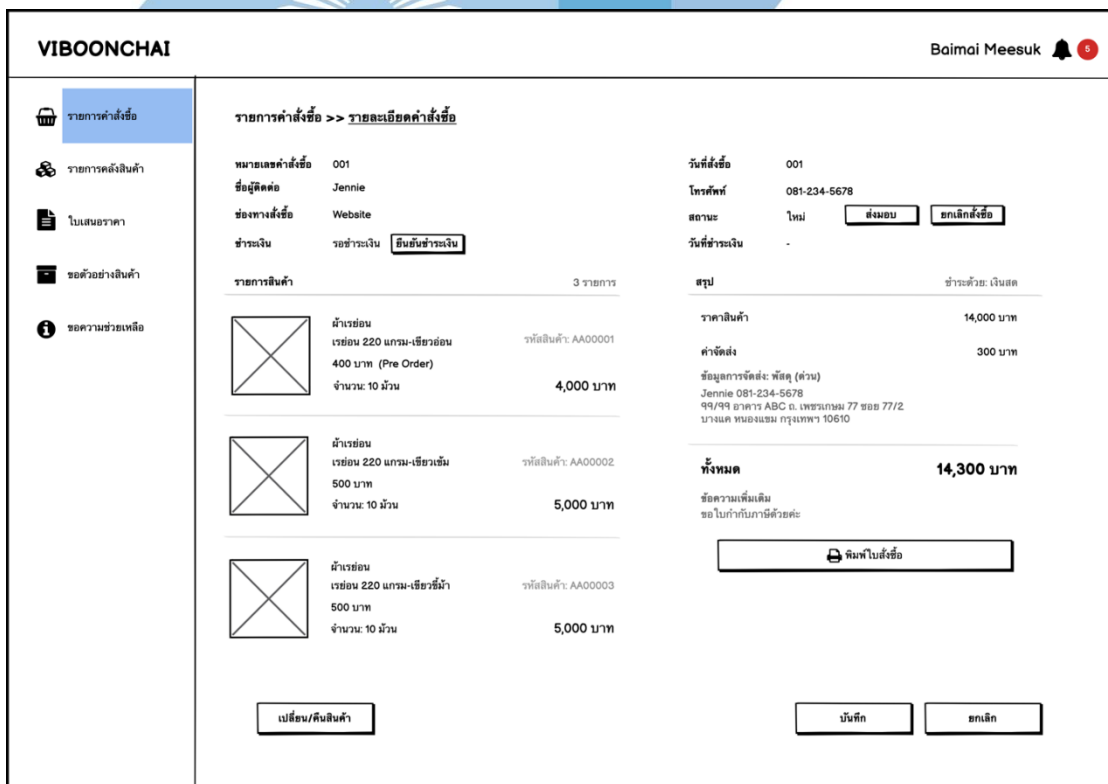 VIBOONCHAI
Baimai Meesuk 5
รายการคำสั่งซื้อ
รายการคลังสินค้า
ใบเสนอราคา
ขอตัวอย่างสินค้า
ขอความช่วยเหลือ
รายการคำสั่งซื้อ >> รายละเอียดคำสั่งซื้อ
หมายเลขคำสั่งซื้อ 001
ชื่อผู้ติดต่อ Jennie
ช่องทางสั่งซื้อ Website
ชำระเงิน รอชำระเงิน ยืนยันชำระเงิน
วันที่สั่งซื้อ 001
โทรศัพท์ 081-234-5678
สถานะ ใหม่ ส่งมอบ ยกเลิกสั่งซื้อ
วันที่ชำระเงิน -
รายการสินค้า 3 รายการ
ผ้าเรย่อน
เรย่อน 220 แกรม-เขียวอ่อน รหัสสินค้า: AA00001
400 บาท (Pre Order)
จำนวน: 10 ม้วน 4,000 บาท
ผ้าเรย่อน
เรย่อน 220 แกรม-เขียวเข้ม รหัสสินค้า: AA00002
500 บาท
จำนวน: 10 ม้วน 5,000 บาท
ผ้าเรย่อน
เรย่อน 220 แกรม-เขียวขี้ม้า รหัสสินค้า: AA00003
500 บาท
จำนวน: 10 ม้วน 5,000 บาท
สรุป ชำระด้วย: เงินสด
ราคาสินค้า 14,000 บาท
ค่าจัดส่ง 300 บาท
ข้อมูลการจัดส่ง: พัสดุ (ด่วน)
Jennie 081-234-5678
99/99 อาคาร ABC ถ. เพชรเกษม 77 ซอย 77/2
บางแค หนองแขม กรุงเทพฯ 10610
ทั้งหมด 14,300 บาท
ข้อความเพิ่มเติม
ขอใบกำกับภาษีด้วยค่ะ
พิมพ์ใบสั่งซื้อ
เปลี่ยน/คืนสินค้า
บันทึก
ยกเลิก